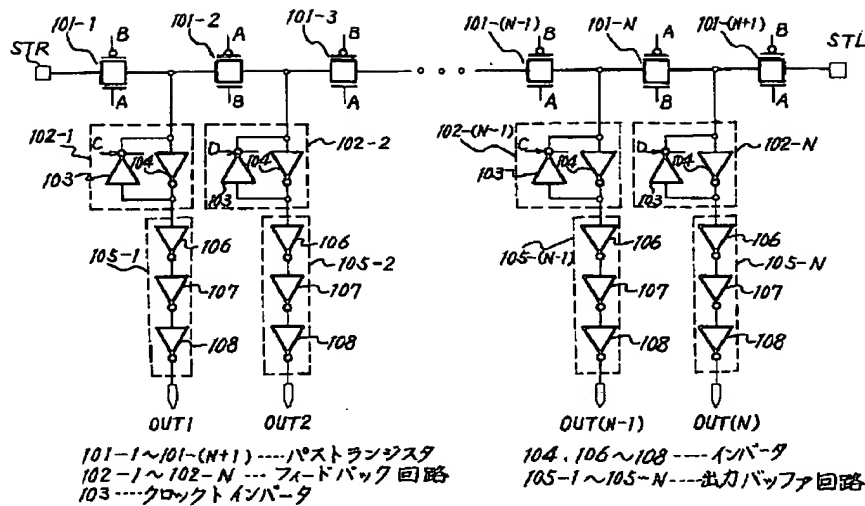 101-1 101-2 101-3 101-(N-1) 101-N 101-(N+1)
B A B B A B
STR STL
A B A A B A
102-1 C 104 103
D 104 103 102-2
102-(N-1) C 104 103
D 104 103 102-N
105-1 106 107 108
106 105-2 107 108
105-(N-1) 106 107 108
106 105-N 107 108
OUT1 OUT2 OUT(N-1) OUT(N)
101-1~101-(N+1)----パストランジスタ
102-1~102-N---フィードバック回路
103----クロックトインバータ
104、106~108----インバータ
105-1~105-N----出力バッファ回路